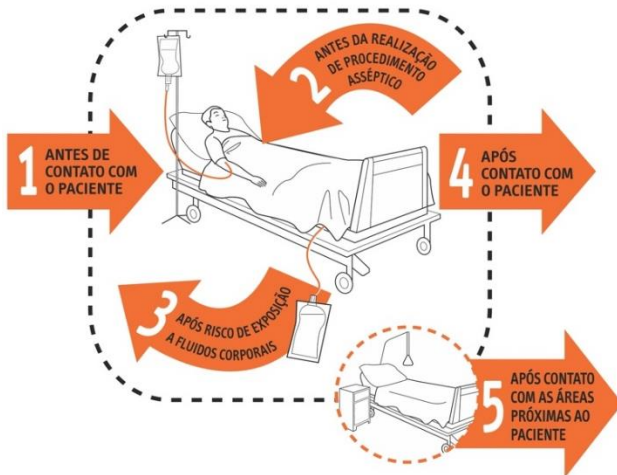 1
ANTES DE
CONTATO COM
O PACIENTE
2
ANTES DA REALIZAÇÃO
DE PROCEDIMENTO
ASSÉPTICO
3
APÓS RISCO DE EXPOSIÇÃO
A FLUIDOS CORPORAIS
4
APÓS
CONTATO COM
O PACIENTE
5
APÓS CONTATO
COM AS ÁREAS
PRÓXIMAS AO
PACIENTE